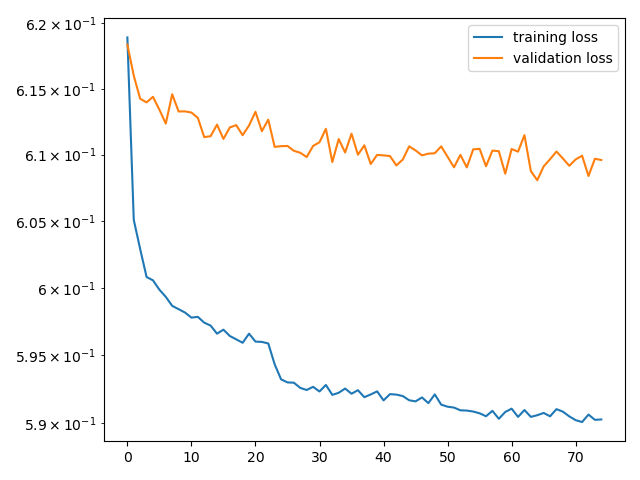 6.2 × 10⁻¹
6.15 × 10⁻¹
6.1 × 10⁻¹
6.05 × 10⁻¹
6 × 10⁻¹
5.95 × 10⁻¹
5.9 × 10⁻¹
training loss
validation loss
0 10 20 30 40 50 60 70